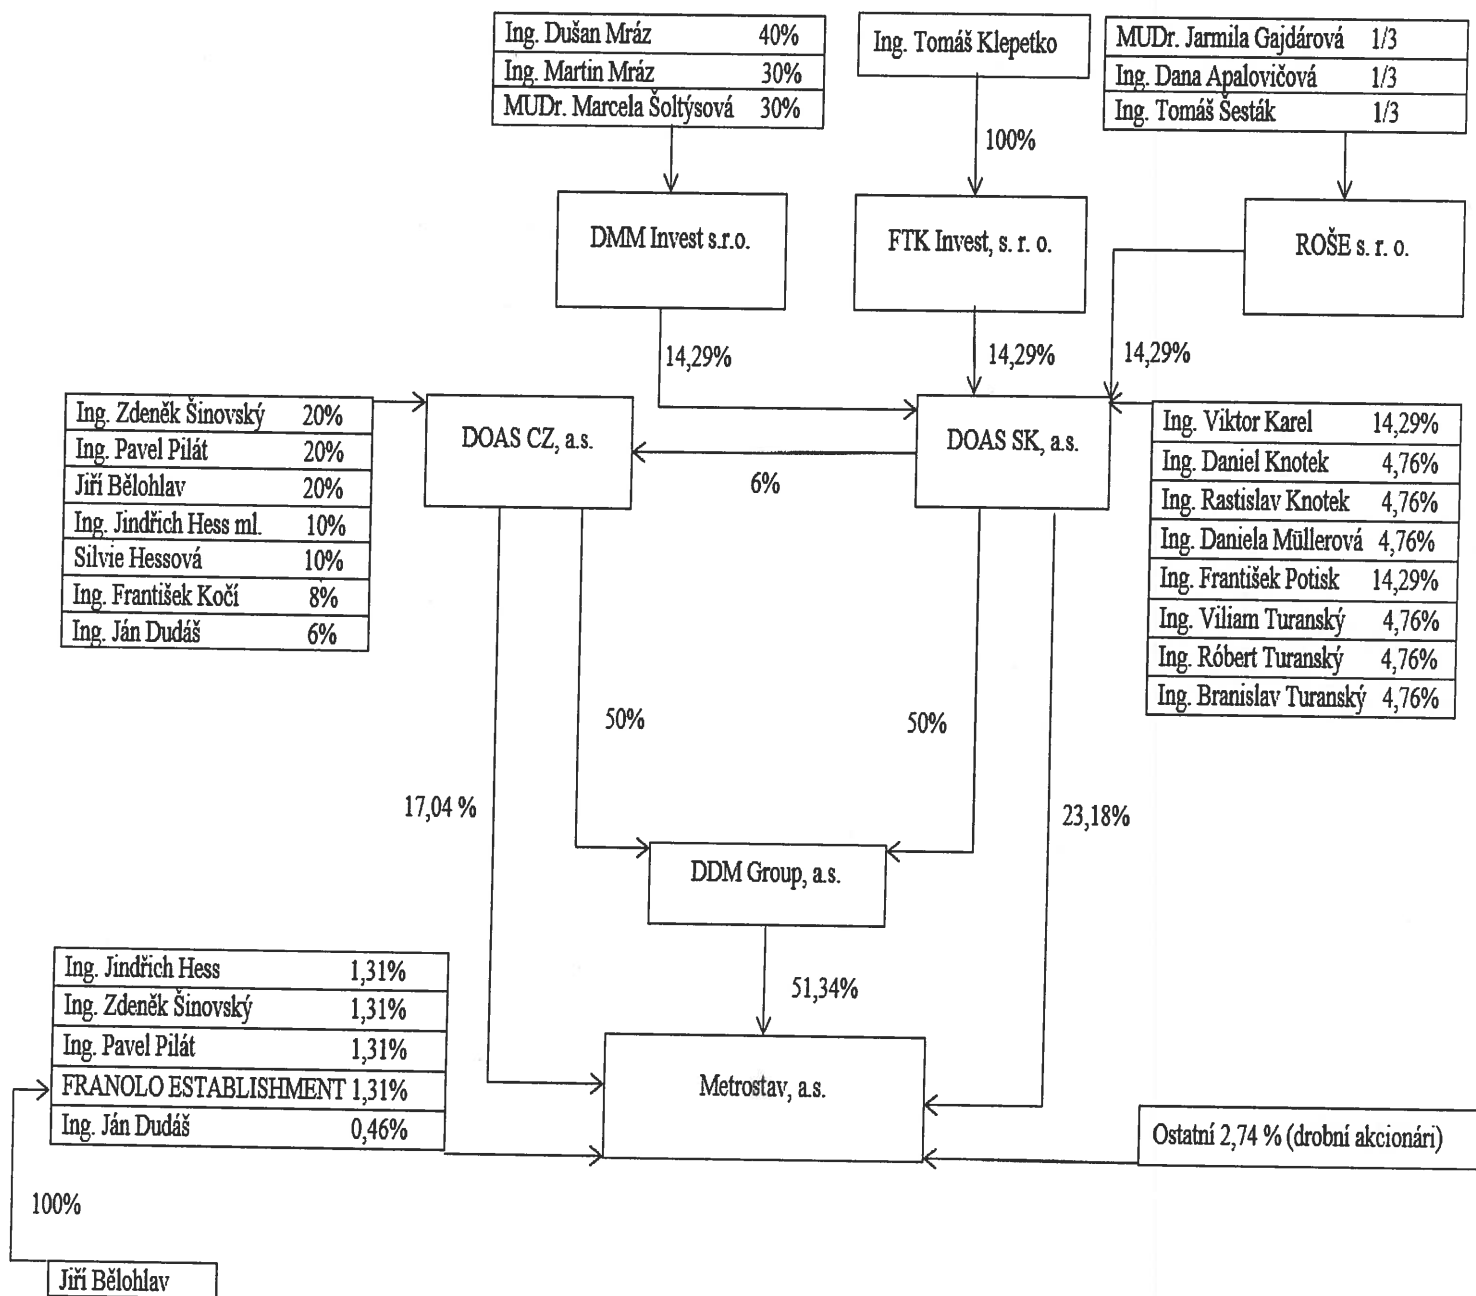 Ing. Dušan Mráz 40%
Ing. Martin Mráz 30%
MUDr. Marcela Šoltýsová 30%
Ing. Tomáš Klepetko
MUDr. Jarmila Gajdárová 1/3
Ing. Dana Apalovičová 1/3
Ing. Tomáš Šesták 1/3
100%
DMM Invest s.r.o.
FTK Invest, s. r. o.
ROŠE s. r. o.
14,29%
14,29%
14,29%
Ing. Zdeněk Šinovský 20%
Ing. Pavel Pilát 20%
Jiří Bělohlav 20%
Ing. Jindřich Hess ml. 10%
Silvie Hessová 10%
Ing. František Kočí 8%
Ing. Ján Dudáš 6%
DOAS CZ, a.s.
6%
DOAS SK, a.s.
Ing. Viktor Karel 14,29%
Ing. Daniel Knotek 4,76%
Ing. Rastislav Knotek 4,76%
Ing. Daniela Müllerová 4,76%
Ing. František Potisk 14,29%
Ing. Viliam Turanský 4,76%
Ing. Róbert Turanský 4,76%
Ing. Branislav Turanský 4,76%
50%
50%
17,04 %
23,18%
DDM Group, a.s.
51,34%
Ing. Jindřich Hess 1,31%
Ing. Zdeněk Šinovský 1,31%
Ing. Pavel Pilát 1,31%
FRANOLO ESTABLISHMENT 1,31%
Ing. Ján Dudáš 0,46%
Metrostav, a.s.
Ostatní 2,74 % (drobní akcionári)
100%
Jiří Bělohlav